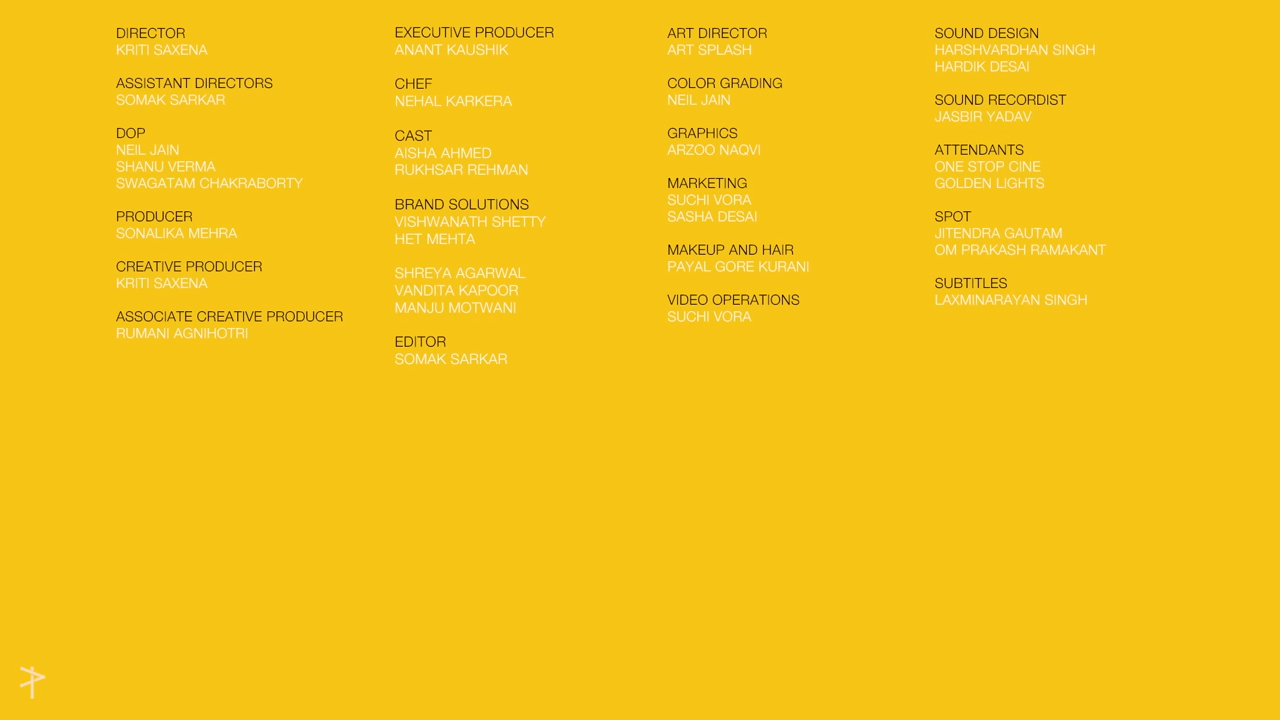 DIRECTOR
KRITI SAXENA
ASSISTANT DIRECTORS
SOMAK SARKAR
DOP
NEIL JAIN
SHANU VERMA
SWAGATAM CHAKRABORTY
PRODUCER
SONALIKA MEHRA
CREATIVE PRODUCER
KRITI SAXENA
ASSOCIATE CREATIVE PRODUCER
RUMANI AGNIHOTRI
EXECUTIVE PRODUCER
ANANT KAUSHIK
CHEF
NEHAL KARKERA
CAST
AISHA AHMED
RUKHSAR REHMAN
BRAND SOLUTIONS
VISHWANATH SHETTY
HET MEHTA
SHREYA AGARWAL
VANDITA KAPOOR
MANJU MOTWANI
EDITOR
SOMAK SARKAR
ART DIRECTOR
ART SPLASH
COLOR GRADING
NEIL JAIN
GRAPHICS
ARZOO NAQVI
MARKETING
SUCHI VORA
SASHA DESAI
MAKEUP AND HAIR
PAYAL GORE KURANI
VIDEO OPERATIONS
SUCHI VORA
SOUND DESIGN
HARSHVARDHAN SINGH
HARDIK DESAI
SOUND RECORDIST
JASBIR YADAV
ATTENDANTS
ONE STOP CINE
GOLDEN LIGHTS
SPOT
JITENDRA GAUTAM
OM PRAKASH RAMAKANT
SUBTITLES
LAXMINARAYAN SINGH